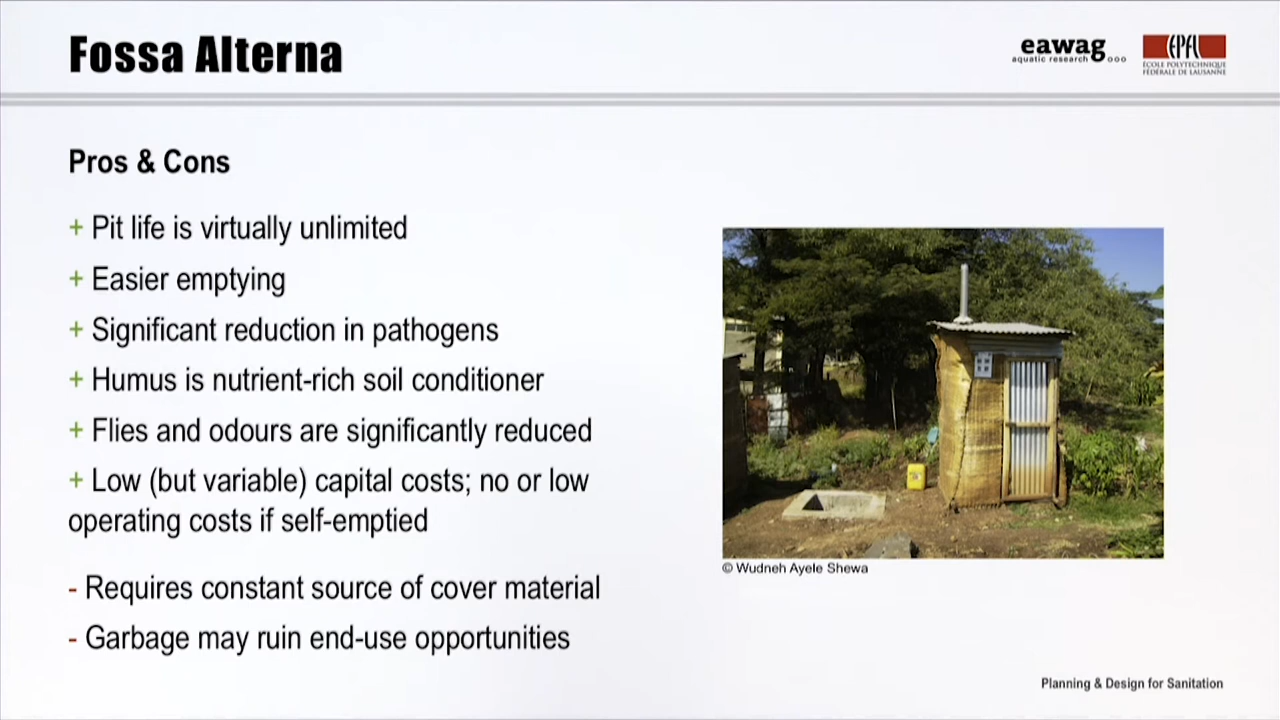 Fossa Alterna
eawag
aquatic research
EPFL
ÉCOLE POLYTECHNIQUE
FÉDÉRALE DE LAUSANNE
Pros & Cons
+ Pit life is virtually unlimited
+ Easier emptying
+ Significant reduction in pathogens
+ Humus is nutrient-rich soil conditioner
+ Flies and odours are significantly reduced
+ Low (but variable) capital costs; no or low
operating costs if self-emptied
- Requires constant source of cover material
- Garbage may ruin end-use opportunities
© Wudneh Ayele Shewa
Planning & Design for Sanitation